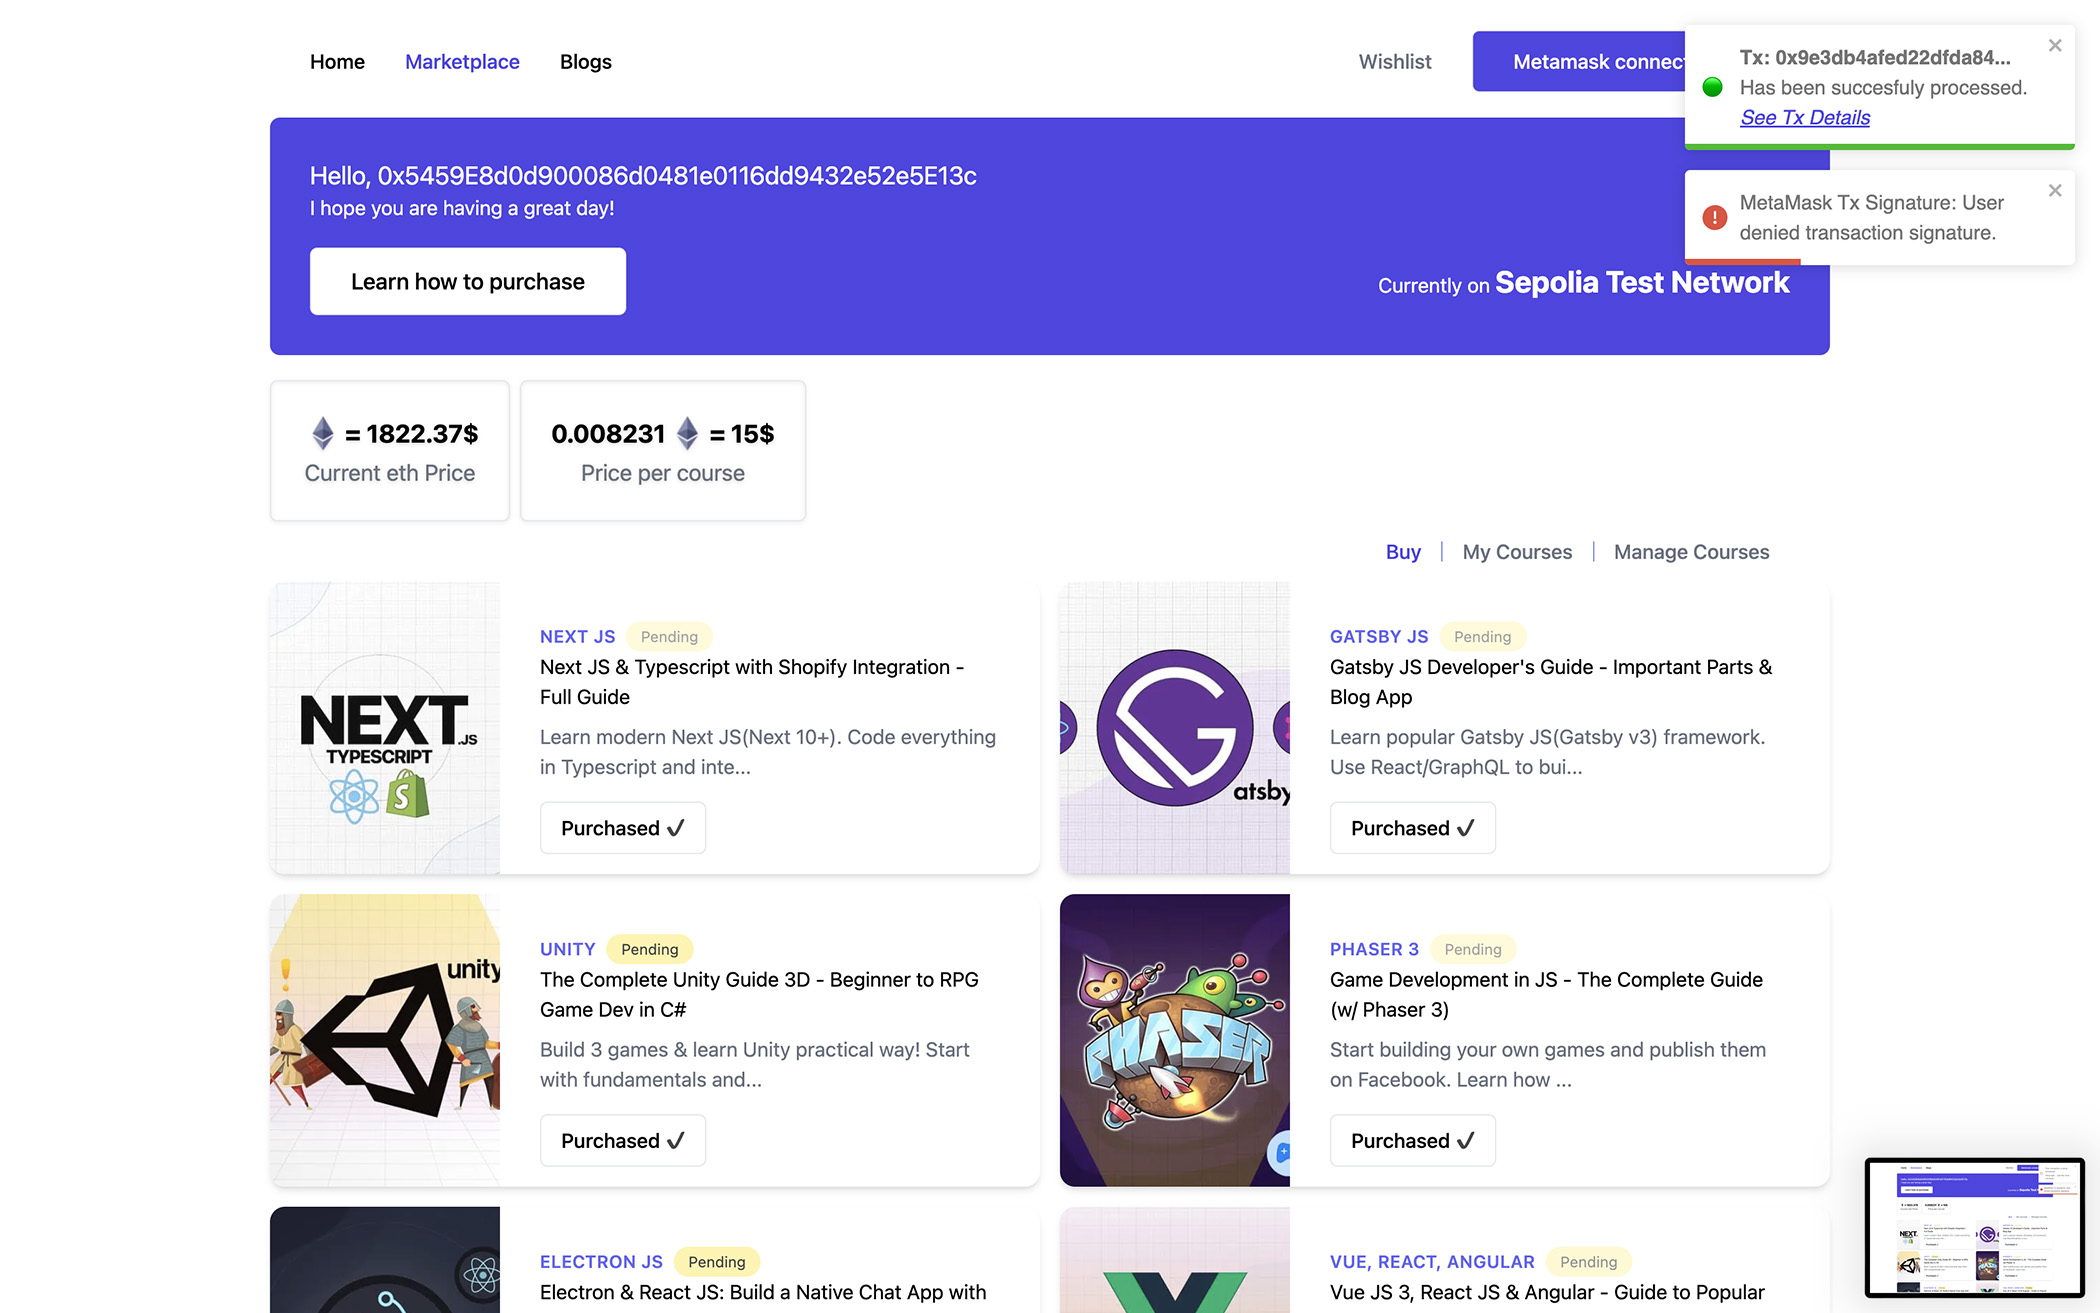 Home Marketplace Blogs Wishlist Metamask connec
Tx: 0x9e3db4afed22dfda84...
Has been succesfuly processed.
See Tx Details
MetaMask Tx Signature: User
denied transaction signature.
Hello, 0x5459E8d0d900086d0481e0116dd9432e52e5E13c
I hope you are having a great day!
Learn how to purchase
Currently on Sepolia Test Network
= 1822.37$
Current eth Price
0.008231 = 15$
Price per course
Buy | My Courses | Manage Courses
NEXT.JS
TYPESCRIPT
NEXT JS Pending
Next JS & Typescript with Shopify Integration -
Full Guide
Learn modern Next JS(Next 10+). Code everything
in Typescript and inte...
Purchased ✓
atsby
GATSBY JS Pending
Gatsby JS Developer's Guide - Important Parts &
Blog App
Learn popular Gatsby JS(Gatsby v3) framework.
Use React/GraphQL to bui...
Purchased ✓
unity
UNITY Pending
The Complete Unity Guide 3D - Beginner to RPG
Game Dev in C#
Build 3 games & learn Unity practical way! Start
with fundamentals and...
Purchased ✓
PHASER
PHASER 3 Pending
Game Development in JS - The Complete Guide
(w/ Phaser 3)
Start building your own games and publish them
on Facebook. Learn how ...
Purchased ✓
ELECTRON JS Pending
Electron & React JS: Build a Native Chat App with
VUE, REACT, ANGULAR Pending
Vue JS 3, React JS & Angular - Guide to Popular